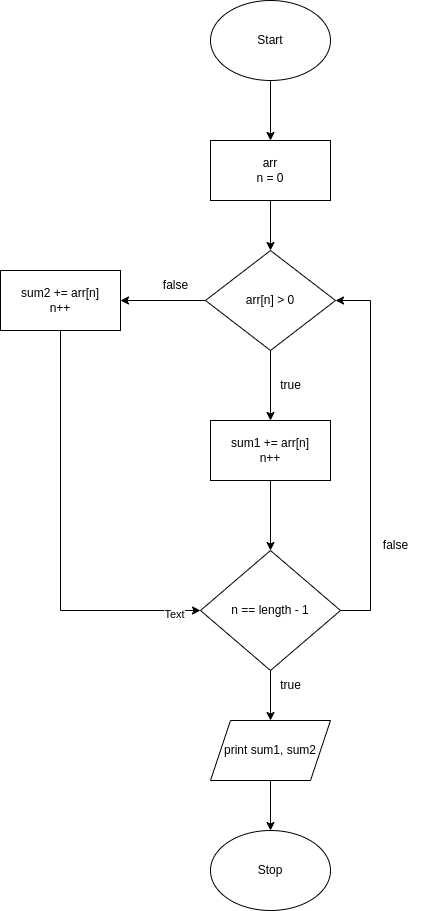 Start
arr
n = 0
arr[n] > 0
false
sum2 += arr[n]
n++
true
sum1 += arr[n]
n++
false
n == length - 1
Text
true
print sum1, sum2
Stop